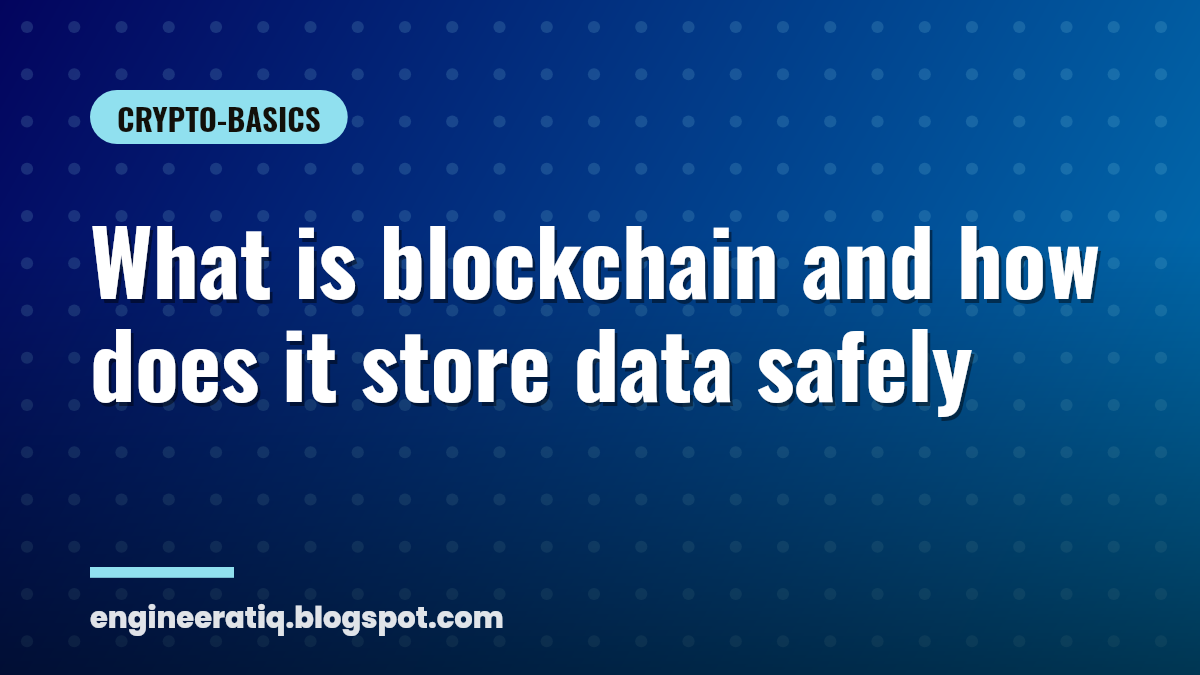 CRYPTO-BASICS
What is blockchain and how
does it store data safely
engineeratiq.blogspot.com